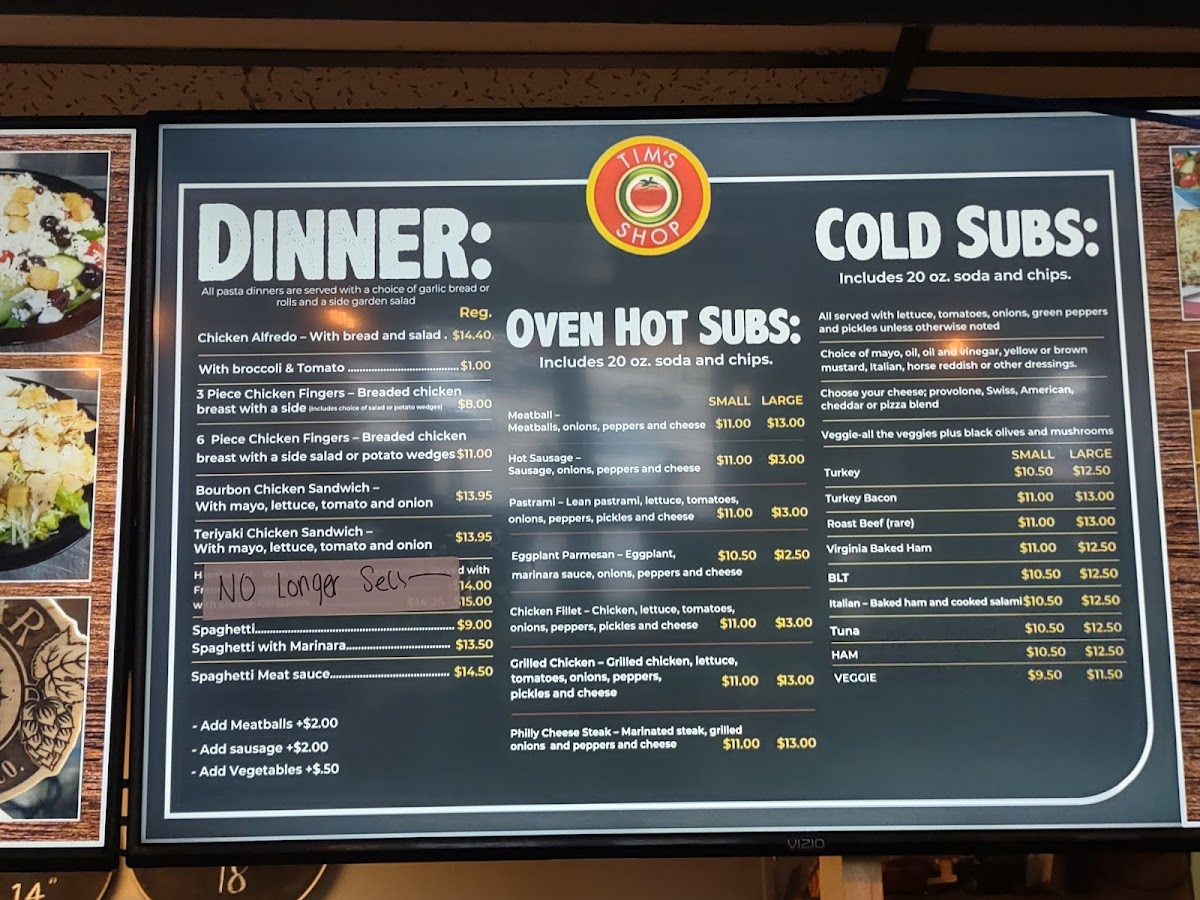 TIM'S
SHOP
DINNER:
All pasta dinners are served with a choice of garlic bread or
rolls and a side garden salad
Reg.
Chicken Alfredo – With bread and salad . $14.40
With broccoli & Tomato ........................................ $1.00
3 Piece Chicken Fingers – Breaded chicken
breast with a side (includes choice of salad or potato wedges) $8.00
6 Piece Chicken Fingers – Breaded chicken
breast with a side salad or potato wedges $11.00
Bourbon Chicken Sandwich –
With mayo, lettuce, tomato and onion $13.95
Teriyaki Chicken Sandwich –
With mayo, lettuce, tomato and onion $13.95
d with
$14.00
$15.00
NO Longer Sells
Spaghetti........................................................ $9.00
Spaghetti with Marinara............................. $13.50
Spaghetti Meat sauce................................. $14.50
- Add Meatballs +$2.00
- Add sausage +$2.00
- Add Vegetables +$.50
OVEN HOT SUBS:
Includes 20 oz. soda and chips.
SMALL LARGE
Meatball –
Meatballs, onions, peppers and cheese $11.00 $13.00
Hot Sausage –
Sausage, onions, peppers and cheese $11.00 $13.00
Pastrami – Lean pastrami, lettuce, tomatoes,
onions, peppers, pickles and cheese $11.00 $13.00
Eggplant Parmesan – Eggplant, $10.50 $12.50
marinara sauce, onions, peppers and cheese
Chicken Fillet – Chicken, lettuce, tomatoes,
onions, peppers, pickles and cheese $11.00 $13.00
Grilled Chicken – Grilled chicken, lettuce,
tomatoes, onions, peppers, $11.00 $13.00
pickles and cheese
Philly Cheese Steak – Marinated steak, grilled
onions and peppers and cheese $11.00 $13.00
COLD SUBS:
Includes 20 oz. soda and chips.
All served with lettuce, tomatoes, onions, green peppers
and pickles unless otherwise noted
Choice of mayo, oil, oil and vinegar, yellow or brown
mustard, Italian, horse reddish or other dressings.
Choose your cheese; provolone, Swiss, American,
cheddar or pizza blend
Veggie-all the veggies plus black olives and mushrooms
SMALL LARGE
Turkey $10.50 $12.50
Turkey Bacon $11.00 $13.00
Roast Beef (rare) $11.00 $13.00
Virginia Baked Ham $11.00 $12.50
BLT $10.50 $12.50
Italian – Baked ham and cooked salami $10.50 $12.50
Tuna $10.50 $12.50
HAM $10.50 $12.50
VEGGIE $9.50 $11.50
VIZIO
14"
18